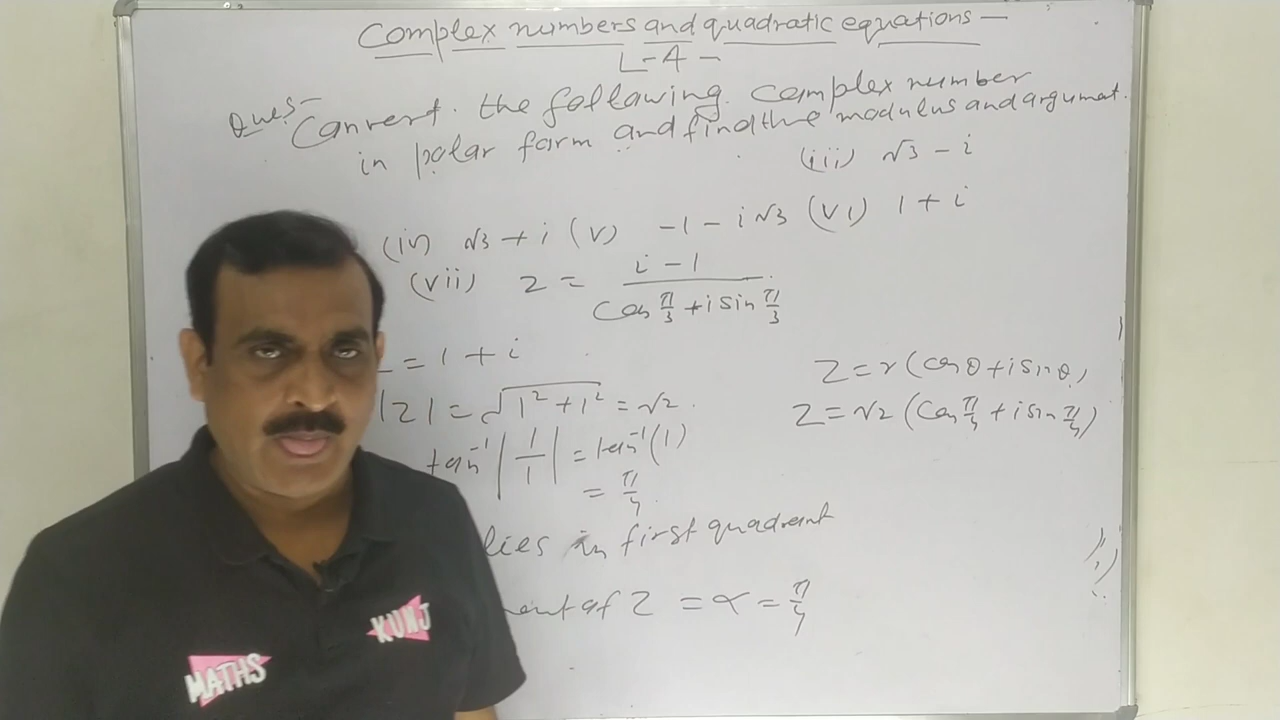 Complex numbers and quadratic equations —
L-4 -
Ques- Convert the following complex number
in polar form and find the modulus and argument.
(iii) √3 - i
(iv) √3 + i (v) -1 - i√3 (vi) 1 + i
(vii) z = (i - 1)/(cos π/3 + i sin π/3)
= 1 + i
|z| = √(1² + 1²) = √2
tan⁻¹|1/1| = tan⁻¹(1)
= π/4
lies in first quadrant
of z = α = π/4
z = r(cosθ + i sinθ)
z = √2 (cos π/4 + i sin π/4)
MATHS
KUNJ